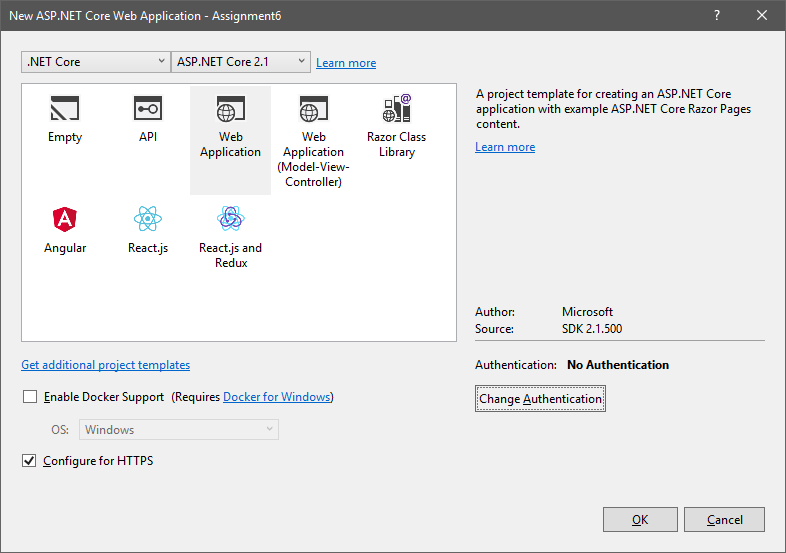 New ASP.NET Core Web Application - Assignment6
?
.NET Core
ASP.NET Core 2.1
Learn more
Empty
API
Web
Application
Web
Application
(Model-View-
Controller)
Razor Class
Library
Angular
React.js
React.js and
Redux
A project template for creating an ASP.NET Core
application with example ASP.NET Core Razor Pages
content.
Learn more
Author: Microsoft
Source: SDK 2.1.500
Get additional project templates
Authentication: No Authentication
Change Authentication
Enable Docker Support (Requires Docker for Windows)
OS: Windows
Configure for HTTPS
OK
Cancel